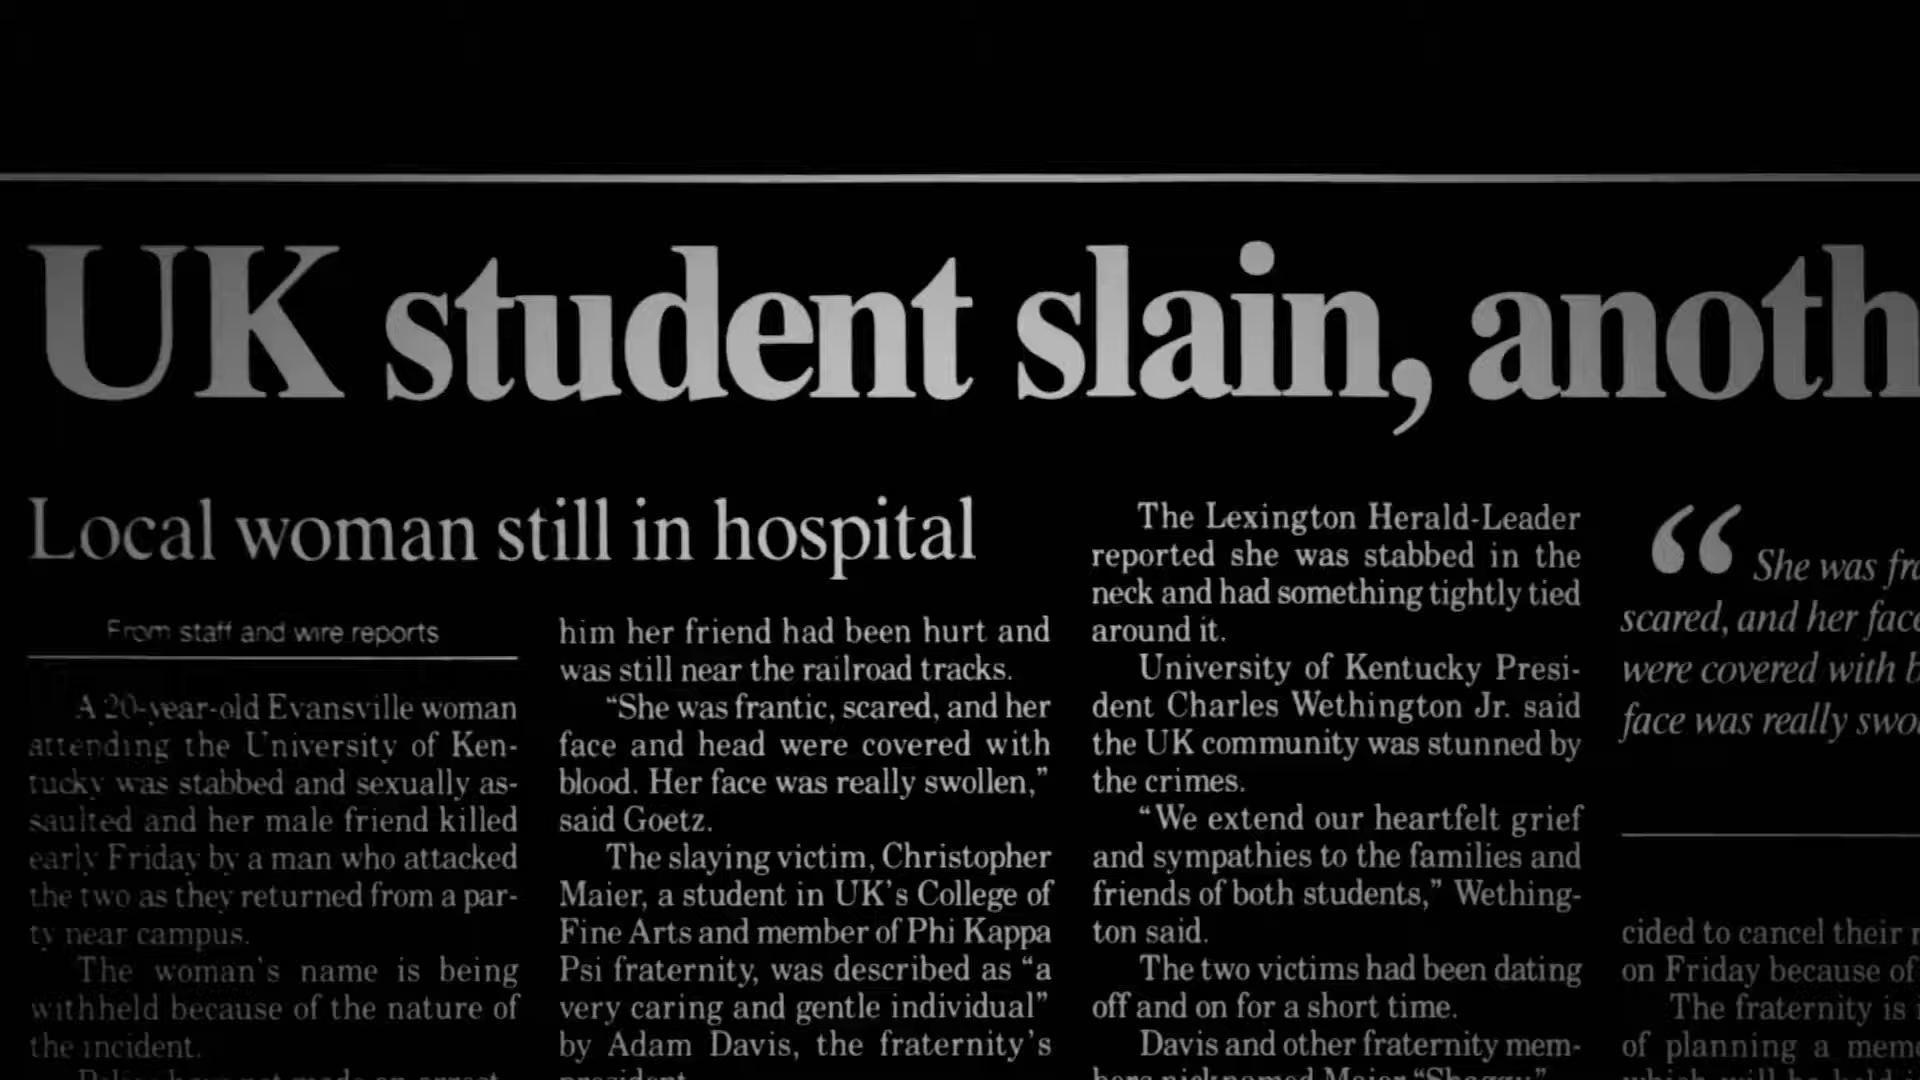 UK student slain, anoth
Local woman still in hospital
From staff and wire reports
A 20-year-old Evansville woman
attending the University of Ken-
tucky was stabbed and sexually as-
saulted and her male friend killed
early Friday by a man who attacked
the two as they returned from a par-
ty near campus.
The woman's name is being
withheld because of the nature of
the incident.
him her friend had been hurt and
was still near the railroad tracks.
“She was frantic, scared, and her
face and head were covered with
blood. Her face was really swollen,”
said Goetz.
The slaying victim, Christopher
Maier, a student in UK's College of
Fine Arts and member of Phi Kappa
Psi fraternity, was described as “a
very caring and gentle individual”
by Adam Davis, the fraternity's
president.
The Lexington Herald-Leader
reported she was stabbed in the
neck and had something tightly tied
around it.
University of Kentucky Presi-
dent Charles Wethington Jr. said
the UK community was stunned by
the crimes.
“We extend our heartfelt grief
and sympathies to the families and
friends of both students,” Wething-
ton said.
The two victims had been dating
off and on for a short time.
Davis and other fraternity mem-
bers nicknamed Maier “Shaggy”
“ She was fra
scared, and her face
were covered with b
face was really swol
cided to cancel their
on Friday because of
The fraternity is
of planning a mem
which will be held